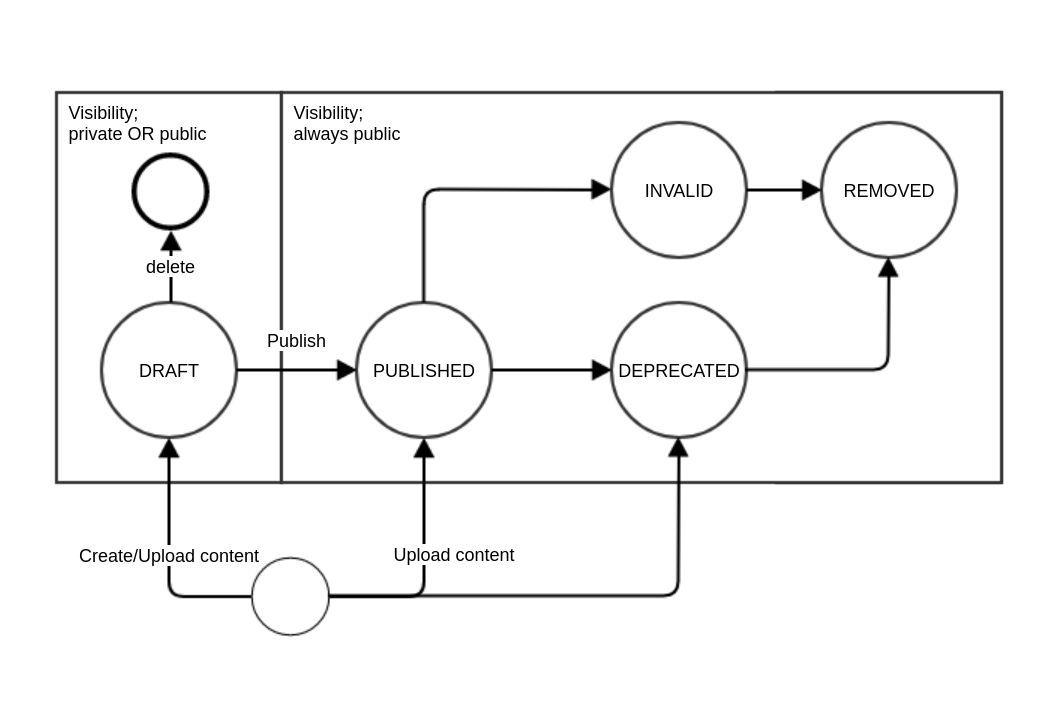 Visibility;
private OR public
Visibility;
always public
INVALID
REMOVED
delete
Publish
DRAFT
PUBLISHED
DEPRECATED
Create/Upload content
Upload content